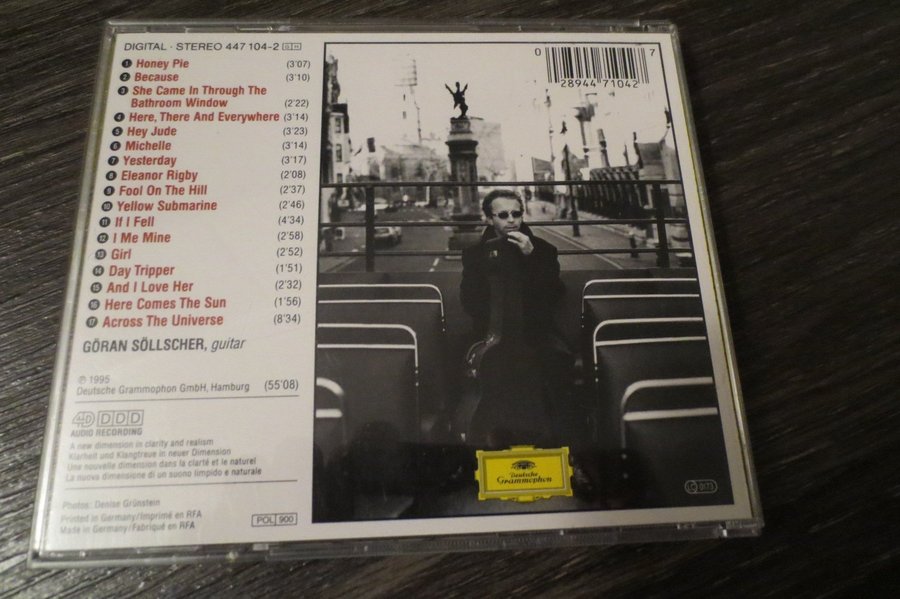 DIGITAL · STEREO 447 104-2 GH
1 Honey Pie (3'07)
2 Because (3'10)
3 She Came In Through The
Bathroom Window (2'22)
4 Here, There And Everywhere (3'14)
5 Hey Jude (3'23)
6 Michelle (3'14)
7 Yesterday (3'17)
8 Eleanor Rigby (2'08)
9 Fool On The Hill (2'37)
10 Yellow Submarine (2'46)
11 If I Fell (4'34)
12 I Me Mine (2'58)
13 Girl (2'52)
14 Day Tripper (1'51)
15 And I Love Her (2'32)
16 Here Comes The Sun (1'56)
17 Across The Universe (8'34)
GÖRAN SÖLLSCHER, guitar
℗ 1995
Deutsche Grammophon GmbH, Hamburg (55'08)
4D DDD
AUDIO RECORDING
A new dimension in clarity and realism
Klarheit und Klangtreue in neuer Dimension
Une nouvelle dimension dans la clarté et le naturel
La nuova dimensione di un suono limpido e naturale
Photos: Denise Grünstein
Printed in Germany/Imprimé en RFA
Made in Germany/Fabriqué en RFA
POL 900
0 28944 71042 7
Deutsche
Grammophon
LC 0173